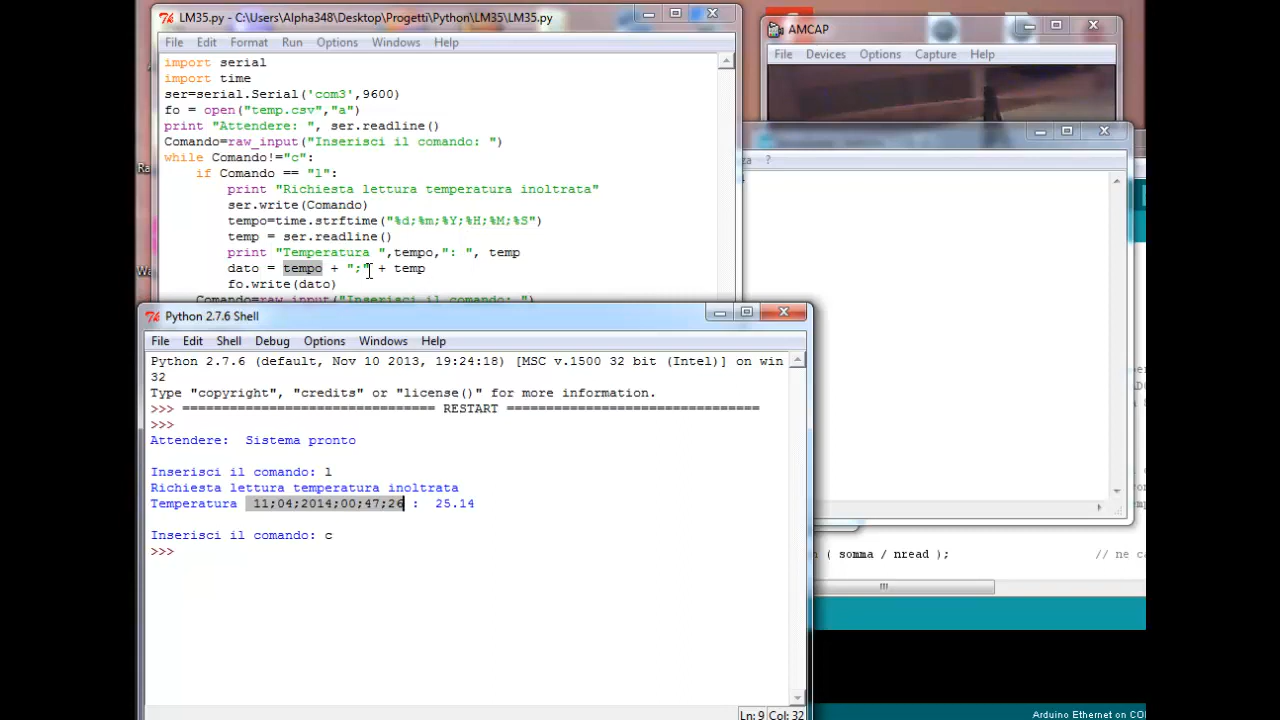 LM35.py - C:\Users\Alpha348\Desktop\Progetti\Python\LM35\LM35.py
File Edit Format Run Options Windows Help
import serial
import time
ser=serial.Serial('com3',9600)
fo = open("temp.csv","a")
print "Attendere: ", ser.readline()
Comando=raw_input("Inserisci il comando: ")
while Comando!="c":
if Comando == "l":
print "Richiesta lettura temperatura inoltrata"
ser.write(Comando)
tempo=time.strftime("%d;%m;%Y;%H;%M;%S")
temp = ser.readline()
print "Temperatura ",tempo,": ", temp
dato = tempo + ";" + temp
fo.write(dato)
Comando=raw_input("Inserisci il comando: ")
AMCAP
File Devices Options Capture Help
?
Python 2.7.6 Shell
File Edit Shell Debug Options Windows Help
Python 2.7.6 (default, Nov 10 2013, 19:24:18) [MSC v.1500 32 bit (Intel)] on win
32
Type "copyright", "credits" or "license()" for more information.
>>> ================================ RESTART ================================
>>>
Attendere:  Sistema pronto
Inserisci il comando: l
Richiesta lettura temperatura inoltrata
Temperatura  11;04;2014;00;47;26 :  25.14
Inserisci il comando: c
>>>
Ln: 9 Col: 32
( somma / nread ); // ne ca
Arduino Ethernet on CO